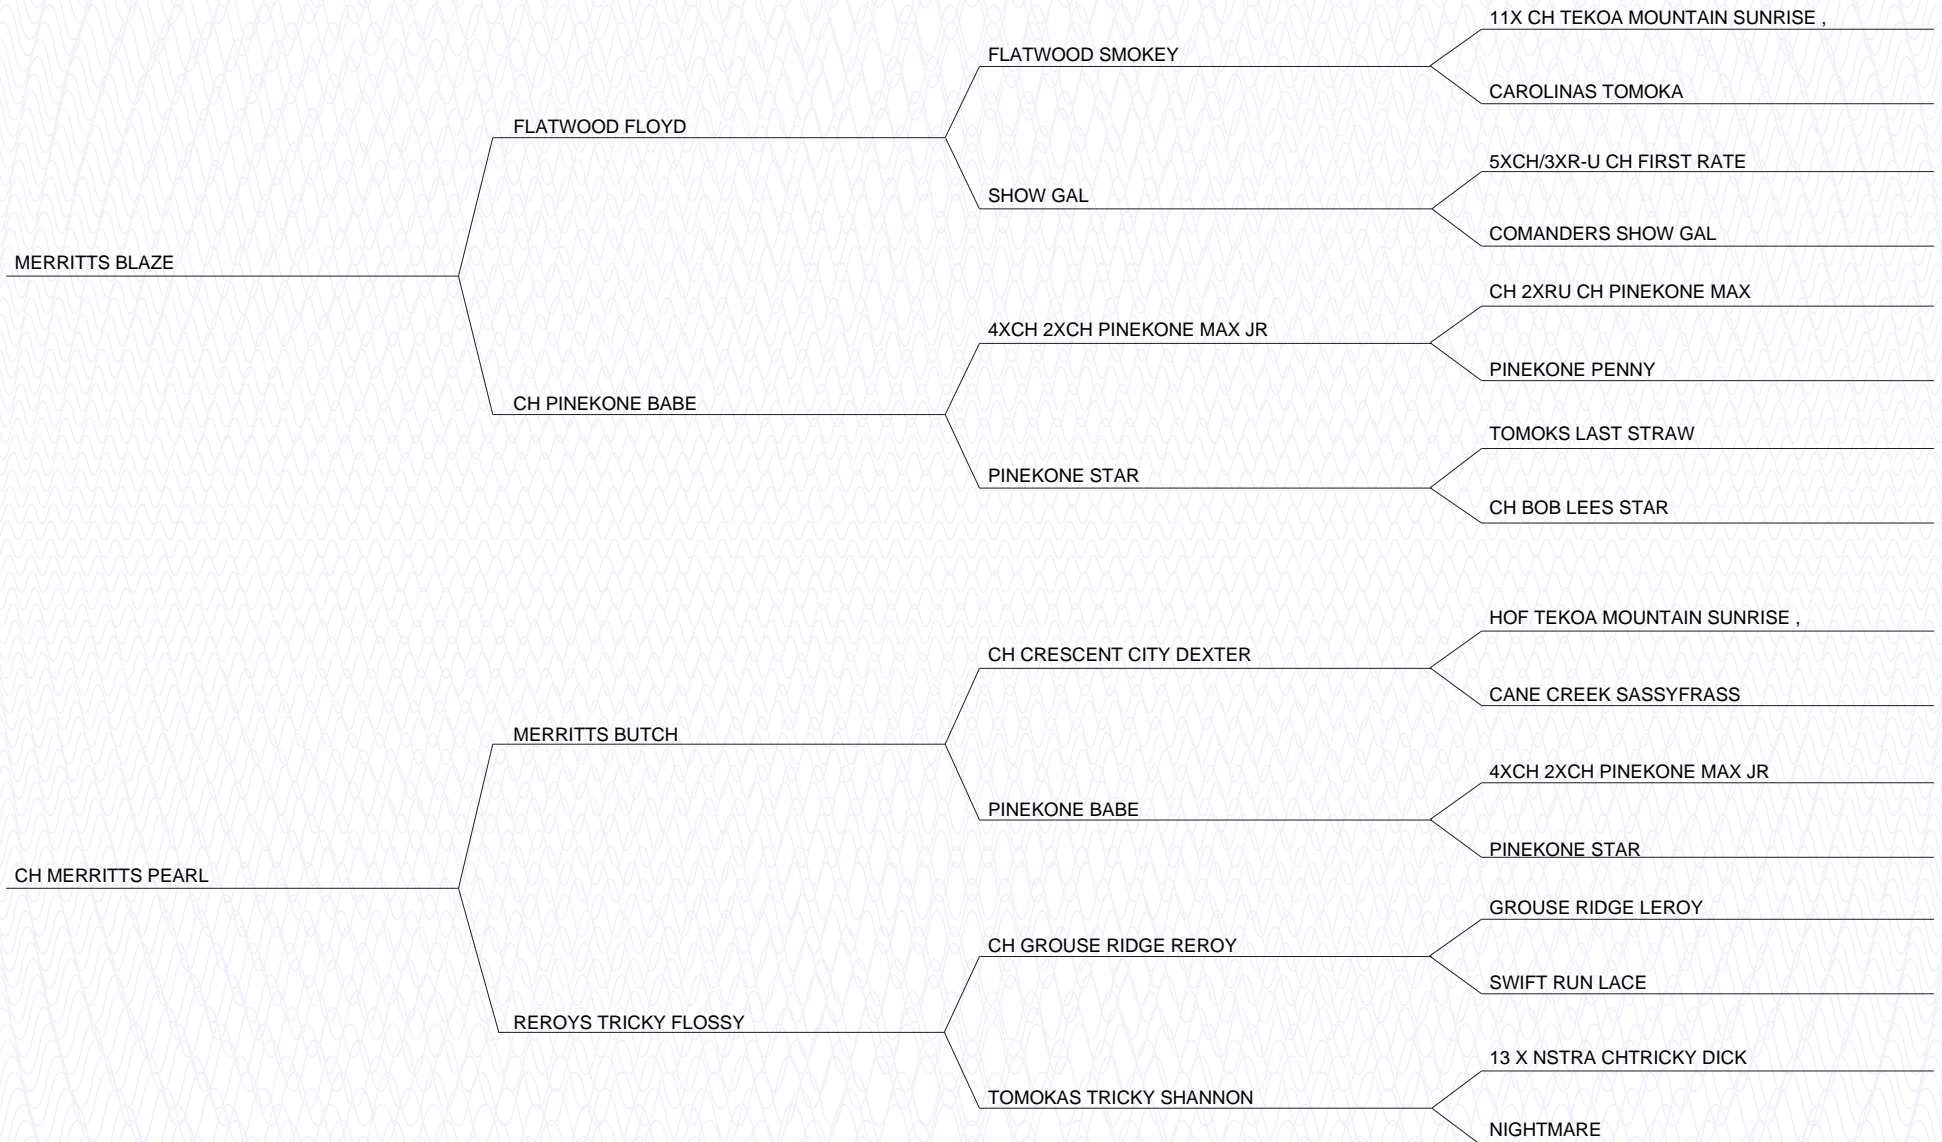 11X CH TEKOA MOUNTAIN SUNRISE ,
FLATWOOD SMOKEY
CAROLINAS TOMOKA
FLATWOOD FLOYD
5XCH/3XR-U CH FIRST RATE
SHOW GAL
COMANDERS SHOW GAL
MERRITTS BLAZE
CH 2XRU CH PINEKONE MAX
4XCH 2XCH PINEKONE MAX JR
PINEKONE PENNY
CH PINEKONE BABE
TOMOKS LAST STRAW
PINEKONE STAR
CH BOB LEES STAR
HOF TEKOA MOUNTAIN SUNRISE ,
CH CRESCENT CITY DEXTER
CANE CREEK SASSYFRASS
MERRITTS BUTCH
4XCH 2XCH PINEKONE MAX JR
PINEKONE BABE
PINEKONE STAR
CH MERRITTS PEARL
GROUSE RIDGE LEROY
CH GROUSE RIDGE REROY
SWIFT RUN LACE
REROYS TRICKY FLOSSY
13 X NSTRA CHTRICKY DICK
TOMOKAS TRICKY SHANNON
NIGHTMARE